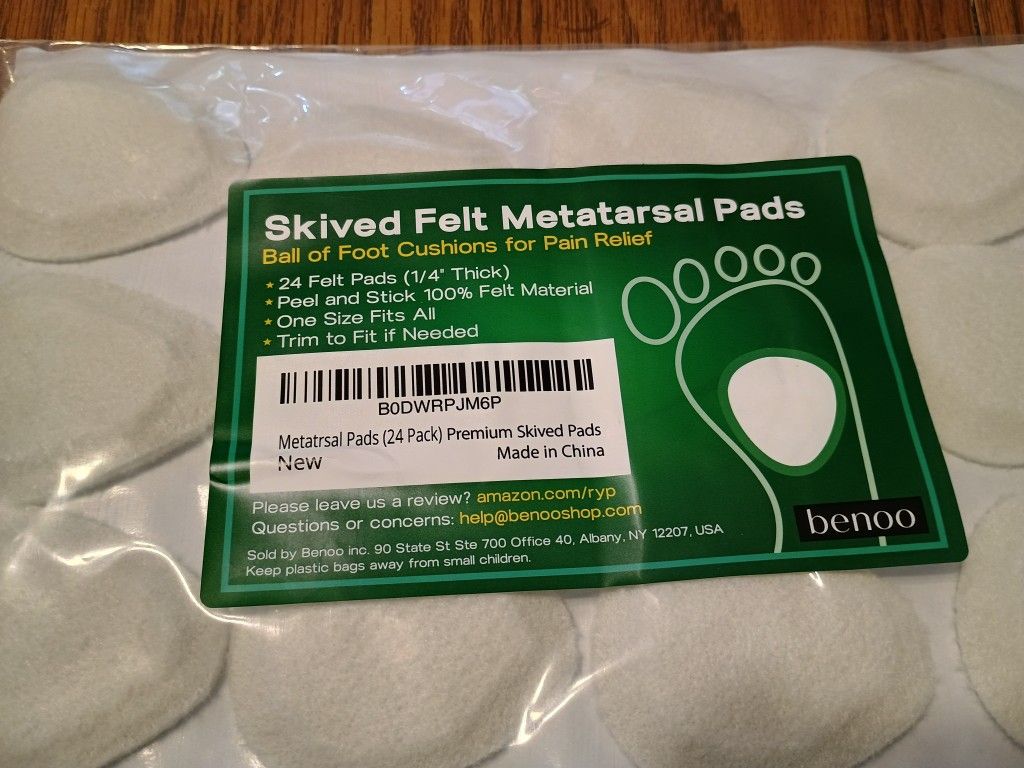 Skived Felt Metatarsal Pads
Ball of Foot Cushions for Pain Relief
★ 24 Felt Pads (1/4" Thick)
★ Peel and Stick 100% Felt Material
★ One Size Fits All
★ Trim to Fit if Needed
B0DWRPJM6P
Metatrsal Pads (24 Pack) Premium Skived Pads
New
Made in China
Please leave us a review? amazon.com/ryp
Questions or concerns: help@benooshop.com
Sold by Benoo inc. 90 State St Ste 700 Office 40, Albany, NY 12207, USA
Keep plastic bags away from small children.
benoo